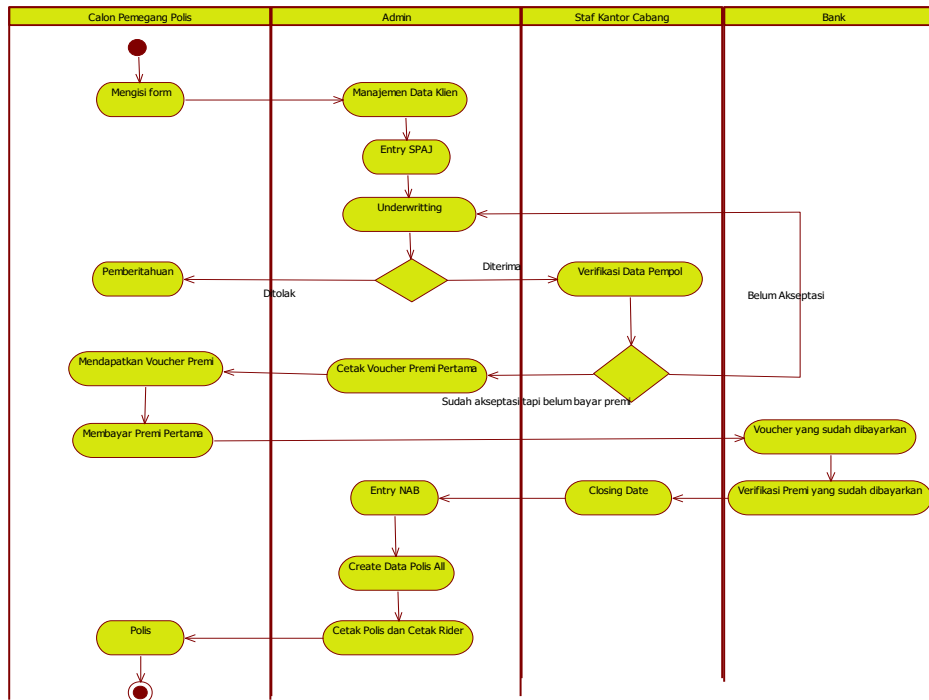 Calon Pemegang Polis
Admin
Staf Kantor Cabang
Bank
Mengisi form
Manajemen Data Klien
Entry SPAJ
Underwritting
Pemberitahuan
Ditolak
Diterima
Verifikasi Data Pempol
Belum Akseptasi
Mendapatkan Voucher Premi
Cetak Voucher Premi Pertama
Sudah akseptasi tapi belum bayar premi
Membayar Premi Pertama
Voucher yang sudah dibayarkan
Entry NAB
Closing Date
Verifikasi Premi yang sudah dibayarkan
Create Data Polis All
Polis
Cetak Polis dan Cetak Rider